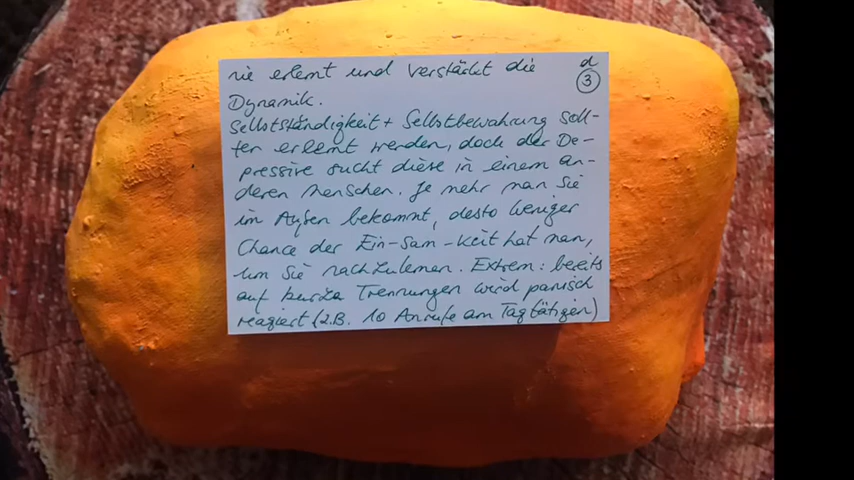 nie erlernt und verstärkt die d
Dynamik. 3
Selbstständigkeit + Selbstbewahrung soll-
ten erlernt werden, doch der De-
pressive sucht diese in einem an-
deren Menschen. Je mehr man sie
im Außen bekommt, desto weniger
Chance der Ein-Sam-Keit hat man,
um sie nachzulernen. Extrem: bereits
auf kurze Trennungen wird panisch
reagiert (z.B. 10 Anrufe am Tag tätigen)